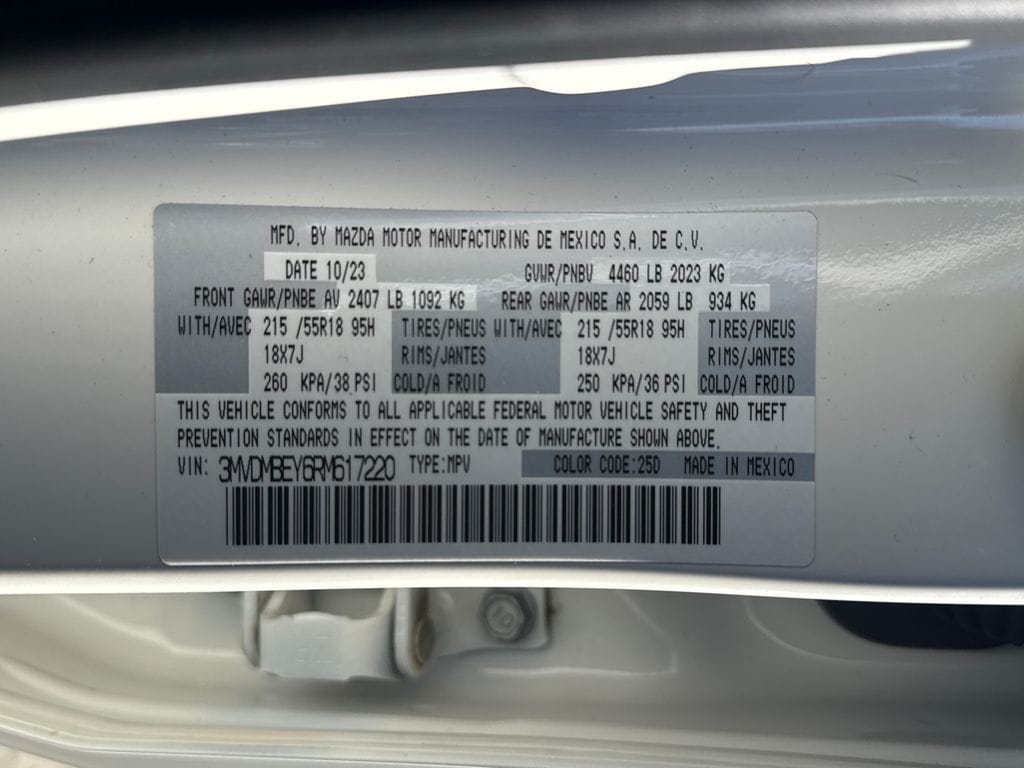 MFD. BY MAZDA MOTOR MANUFACTURING DE MEXICO S.A. DE C.V.
DATE 10/23 GVWR/PNBV 4460 LB 2023 KG
FRONT GAWR/PNBE AV 2407 LB 1092 KG REAR GAWR/PNBE AR 2059 LB 934 KG
WITH/AVEC 215 /55R18 95H TIRES/PNEUS WITH/AVEC 215 /55R18 95H TIRES/PNEUS
18X7J RIMS/JANTES 18X7J RIMS/JANTES
260 KPA/38 PSI COLD/A FROID 250 KPA/36 PSI COLD/A FROID
THIS VEHICLE CONFORMS TO ALL APPLICABLE FEDERAL MOTOR VEHICLE SAFETY AND THEFT
PREVENTION STANDARDS IN EFFECT ON THE DATE OF MANUFACTURE SHOWN ABOVE.
VIN: 3MVDMBEY6RM617220 TYPE:MPV COLOR CODE:25D MADE IN MEXICO
10